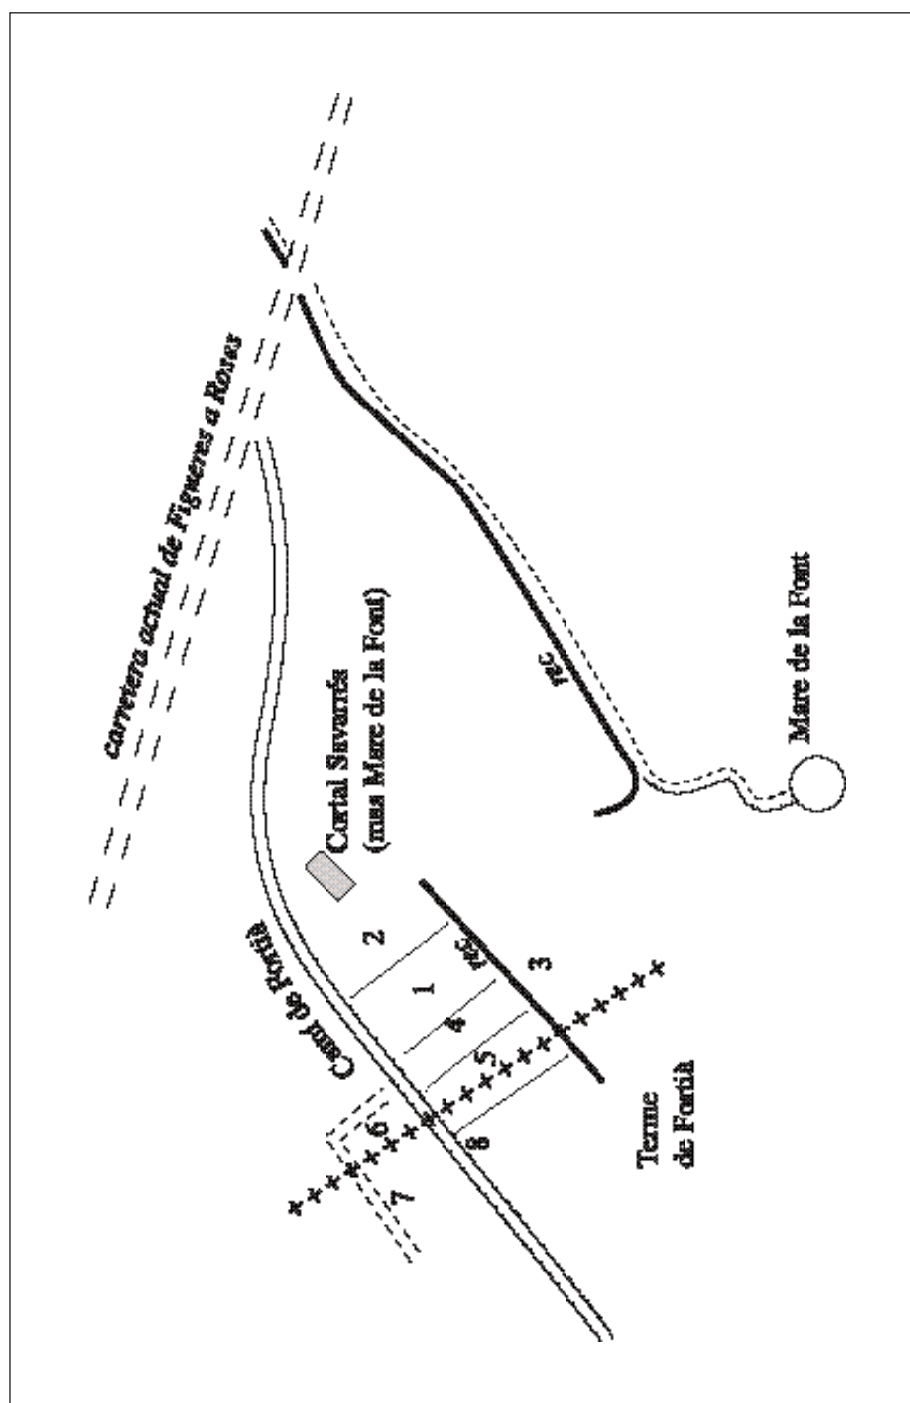 carretera actual de Figueres a Roses
Camí de Fortià
Cortal Savarrés
(mas Mare de la Font)
rec
Mare de la Font
2
1
rec
3
4
5
6
7
8
Terme
de Fortià